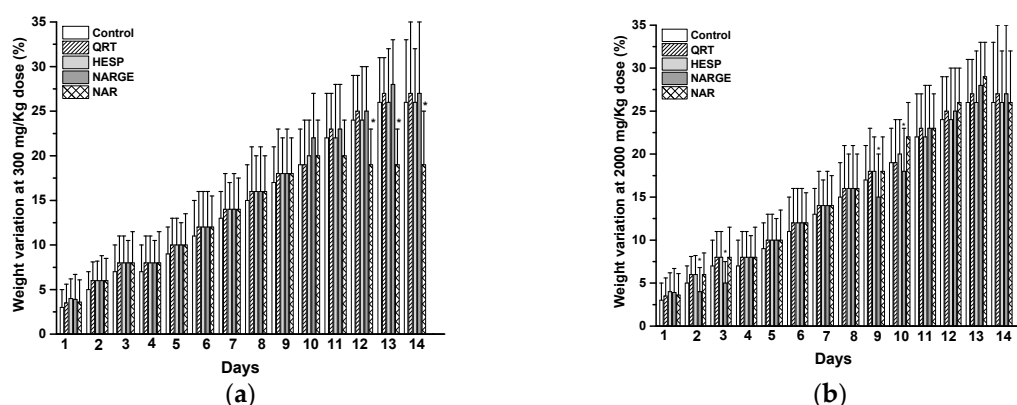 Weight variation at 300 mg/Kg dose (%)
35
30
25
20
15
10
5
0
Control
QRT
HESP
NARGE
NAR
*
*
*
1 2 3 4 5 6 7 8 9 10 11 12 13 14
Days
(a)
Weight variation at 2000 mg/Kg dose (%)
35
30
25
20
15
10
5
0
Control
QRT
HESP
NARGE
NAR
*
*
*
*
1 2 3 4 5 6 7 8 9 10 11 12 13 14
Days
(b)